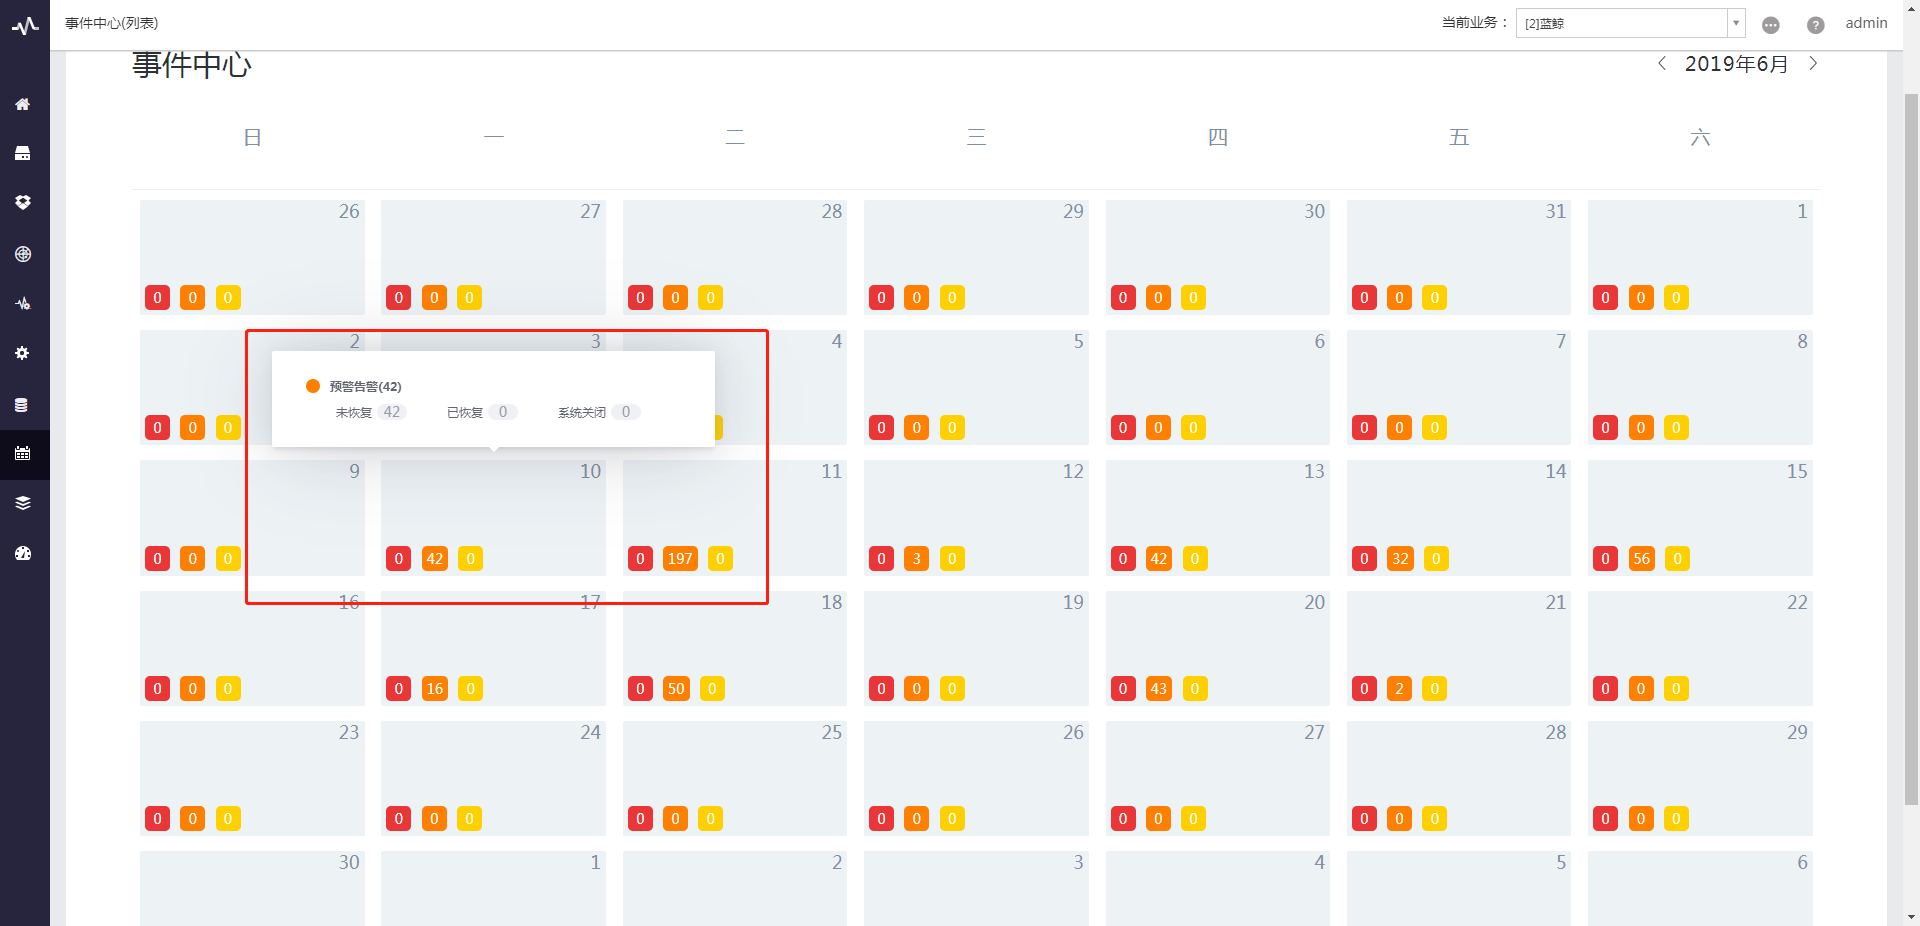 事件中心(列表)
当前业务：
[2]蓝鲸
admin
事件中心
2019年6月
日 一 二 三 四 五 六
26 27 28 29 30 31 1
0 0 0 0 0 0 0 0 0 0 0 0 0 0 0 0 0 0 0 0 0
2 3 4 5 6 7 8
预警告警(42)
未恢复 42 已恢复 0 系统关闭 0
0 0 0 0 0 0 0 0 0 0 0 0 0 0 0
9 10 11 12 13 14 15
0 0 0 0 42 0 0 197 0 0 3 0 0 42 0 0 32 0 0 56 0
16 17 18 19 20 21 22
0 0 0 0 16 0 0 50 0 0 0 0 0 43 0 0 2 0 0 0 0
23 24 25 26 27 28 29
0 0 0 0 0 0 0 0 0 0 0 0 0 0 0 0 0 0 0 0 0
30 1 2 3 4 5 6